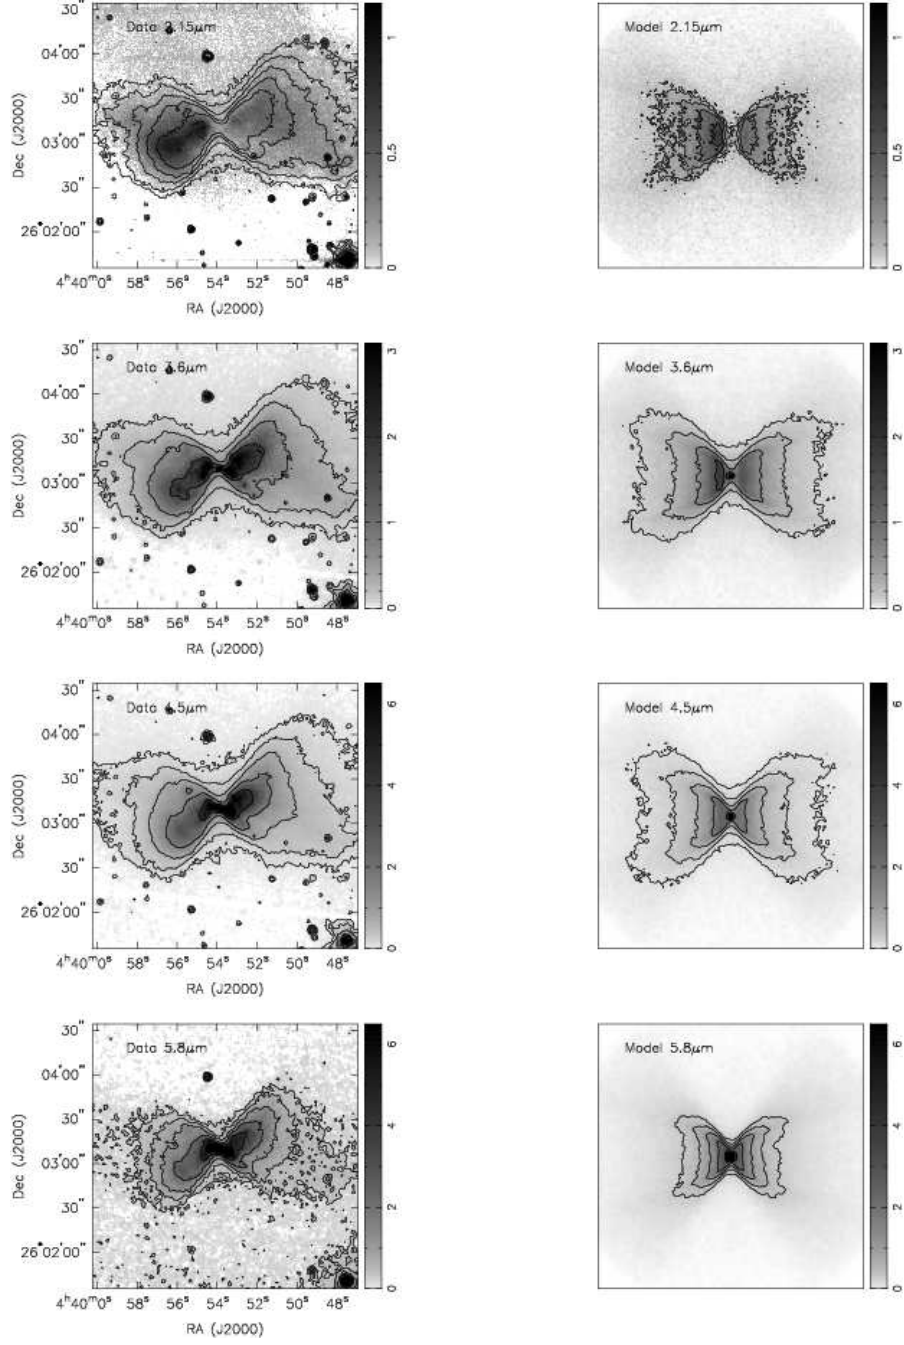 Data 2.15μm
Model 2.15μm
30"
04'00"
30"
03'00"
30"
26°02'00"
Dec (J2000)
4ʰ40ᵐ0ˢ 58ˢ 56ˢ 54ˢ 52ˢ 50ˢ 48ˢ
RA (J2000)
0 0.5 1
0 0.5 1
Data 3.6μm
Model 3.6μm
30"
04'00"
30"
03'00"
30"
26°02'00"
Dec (J2000)
4ʰ40ᵐ0ˢ 58ˢ 56ˢ 54ˢ 52ˢ 50ˢ 48ˢ
RA (J2000)
0 1 2 3
0 1 2 3
Data 4.5μm
Model 4.5μm
30"
04'00"
30"
03'00"
30"
26°02'00"
Dec (J2000)
4ʰ40ᵐ0ˢ 58ˢ 56ˢ 54ˢ 52ˢ 50ˢ 48ˢ
RA (J2000)
0 2 4 6
0 2 4 6
Data 5.8μm
Model 5.8μm
30"
04'00"
30"
03'00"
30"
26°02'00"
Dec (J2000)
4ʰ40ᵐ0ˢ 58ˢ 56ˢ 54ˢ 52ˢ 50ˢ 48ˢ
RA (J2000)
0 2 4 6
0 2 4 6